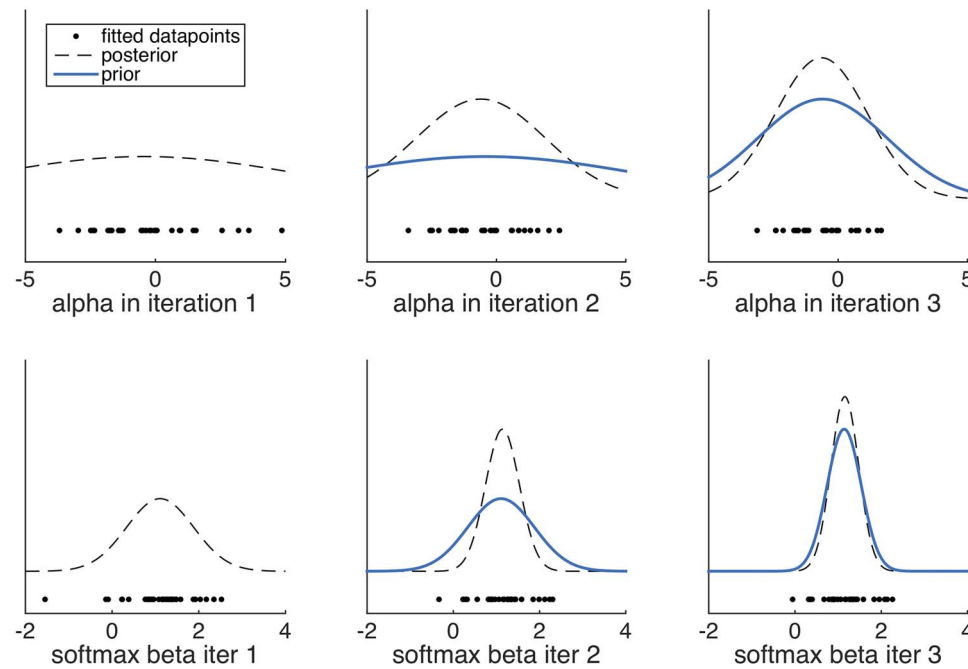 fitted datapoints
posterior
prior
-5 0 5
alpha in iteration 1
-5 0 5
alpha in iteration 2
-5 0 5
alpha in iteration 3
-2 0 2 4
softmax beta iter 1
-2 0 2 4
softmax beta iter 2
-2 0 2 4
softmax beta iter 3